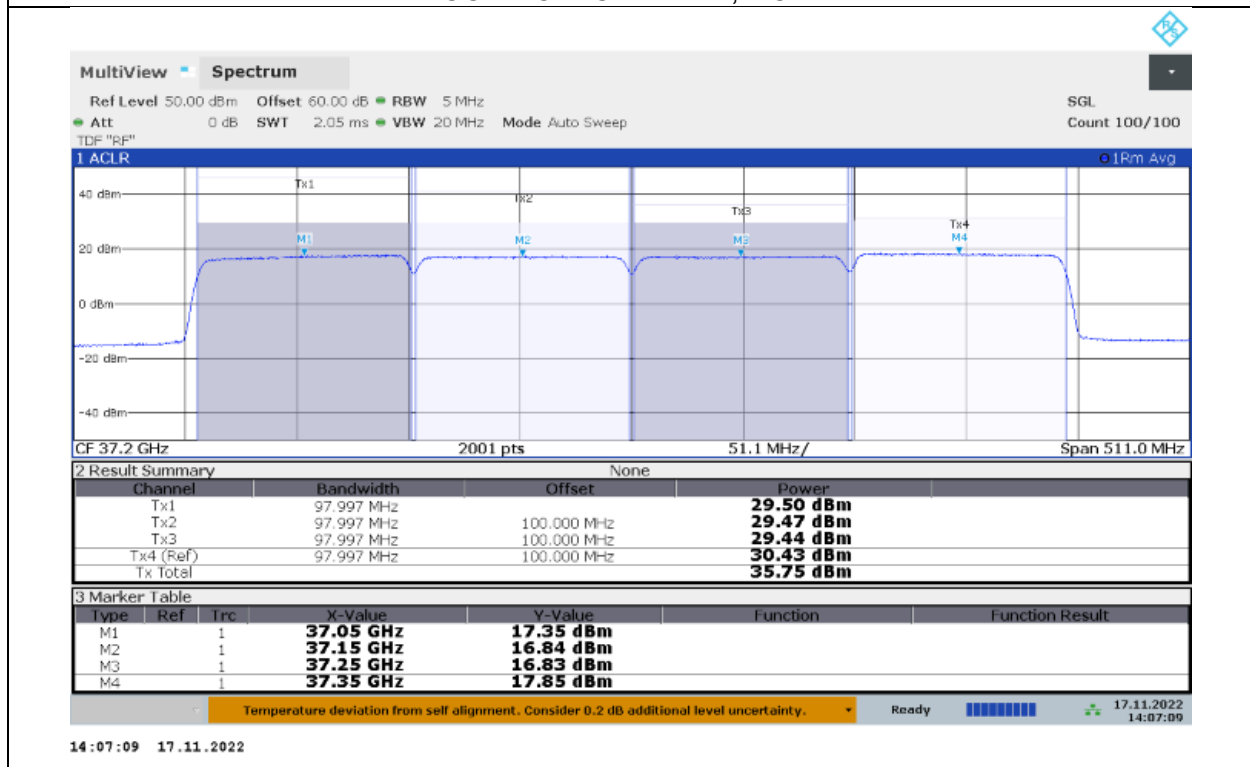 R&S
MultiView Spectrum
Ref Level 50.00 dBm Offset 60.00 dB RBW 5 MHz SGL
Att 0 dB SWT 2.05 ms VBW 20 MHz Mode Auto Sweep Count 100/100
TDF "RF"
1 ACLR 1Rm Avg
Tx1
40 dBm
Tx2
Tx3
Tx4
M1 M2 M3 M4
20 dBm
0 dBm
-20 dBm
-40 dBm
CF 37.2 GHz 2001 pts 51.1 MHz/ Span 511.0 MHz
2 Result Summary None
Channel Bandwidth Offset Power
Tx1 97.997 MHz 29.50 dBm
Tx2 97.997 MHz 100.000 MHz 29.47 dBm
Tx3 97.997 MHz 100.000 MHz 29.44 dBm
Tx4 (Ref) 97.997 MHz 100.000 MHz 30.43 dBm
Tx Total 35.75 dBm
3 Marker Table
Type Ref Trc X-Value Y-Value Function Function Result
M1 1 37.05 GHz 17.35 dBm
M2 1 37.15 GHz 16.84 dBm
M3 1 37.25 GHz 16.83 dBm
M4 1 37.35 GHz 17.85 dBm
Temperature deviation from self alignment. Consider 0.2 dB additional level uncertainty. Ready 17.11.2022
14:07:09
14:07:09 17.11.2022